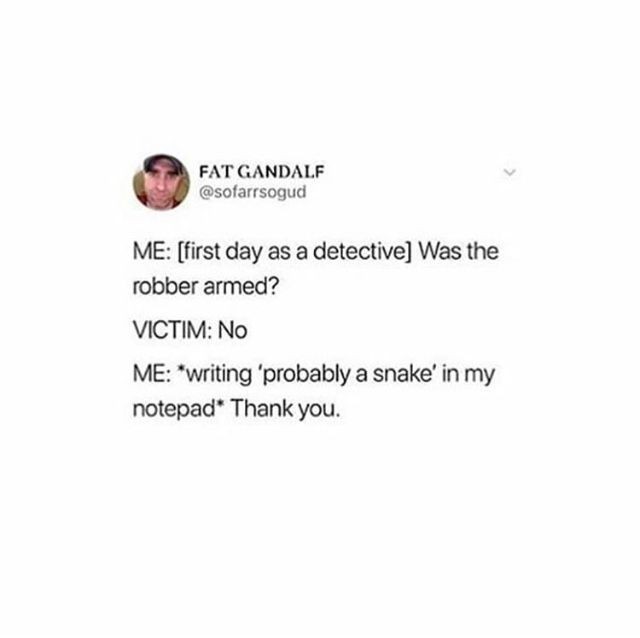 FAT GANDALF
@sofarrsogud
ME: [first day as a detective] Was the
robber armed?
VICTIM: No
ME: *writing 'probably a snake' in my
notepad* Thank you.